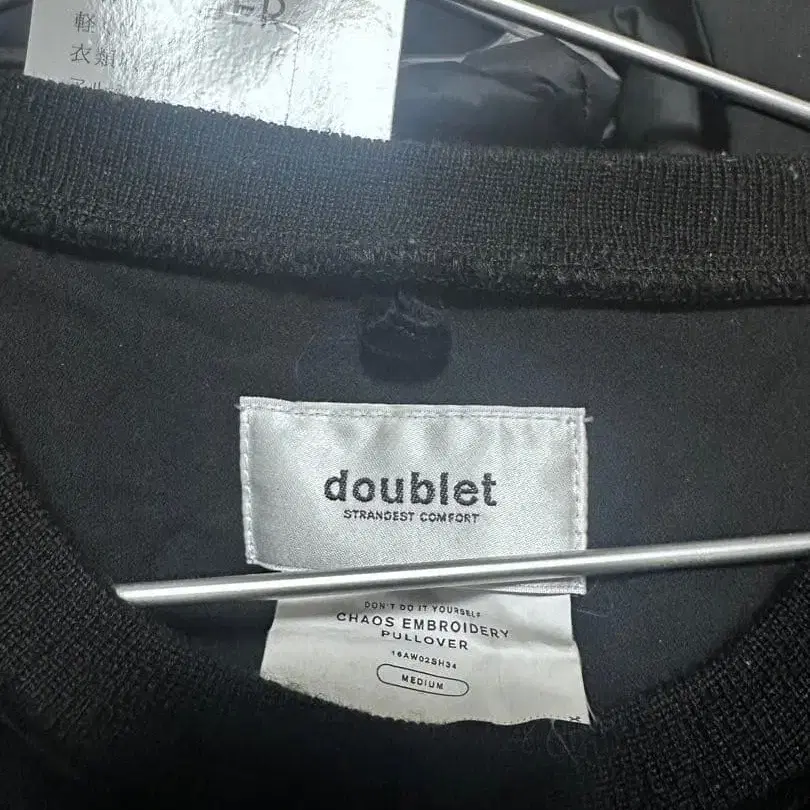 軽
衣類
doublet
STRANGEST COMFORT
DON'T DO IT YOURSELF
CHAOS EMBROIDERY
PULLOVER
16AW02SH34
MEDIUM